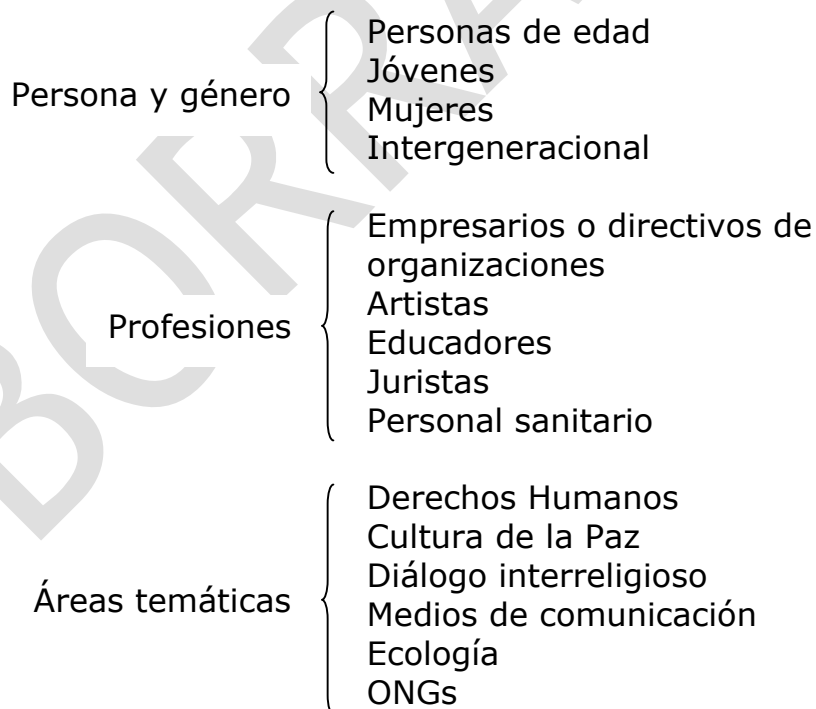 Persona y género
Personas de edad
Jóvenes
Mujeres
Intergeneracional
Profesiones
Empresarios o directivos de
organizaciones
Artistas
Educadores
Juristas
Personal sanitario
Áreas temáticas
Derechos Humanos
Cultura de la Paz
Diálogo interreligioso
Medios de comunicación
Ecología
ONGs